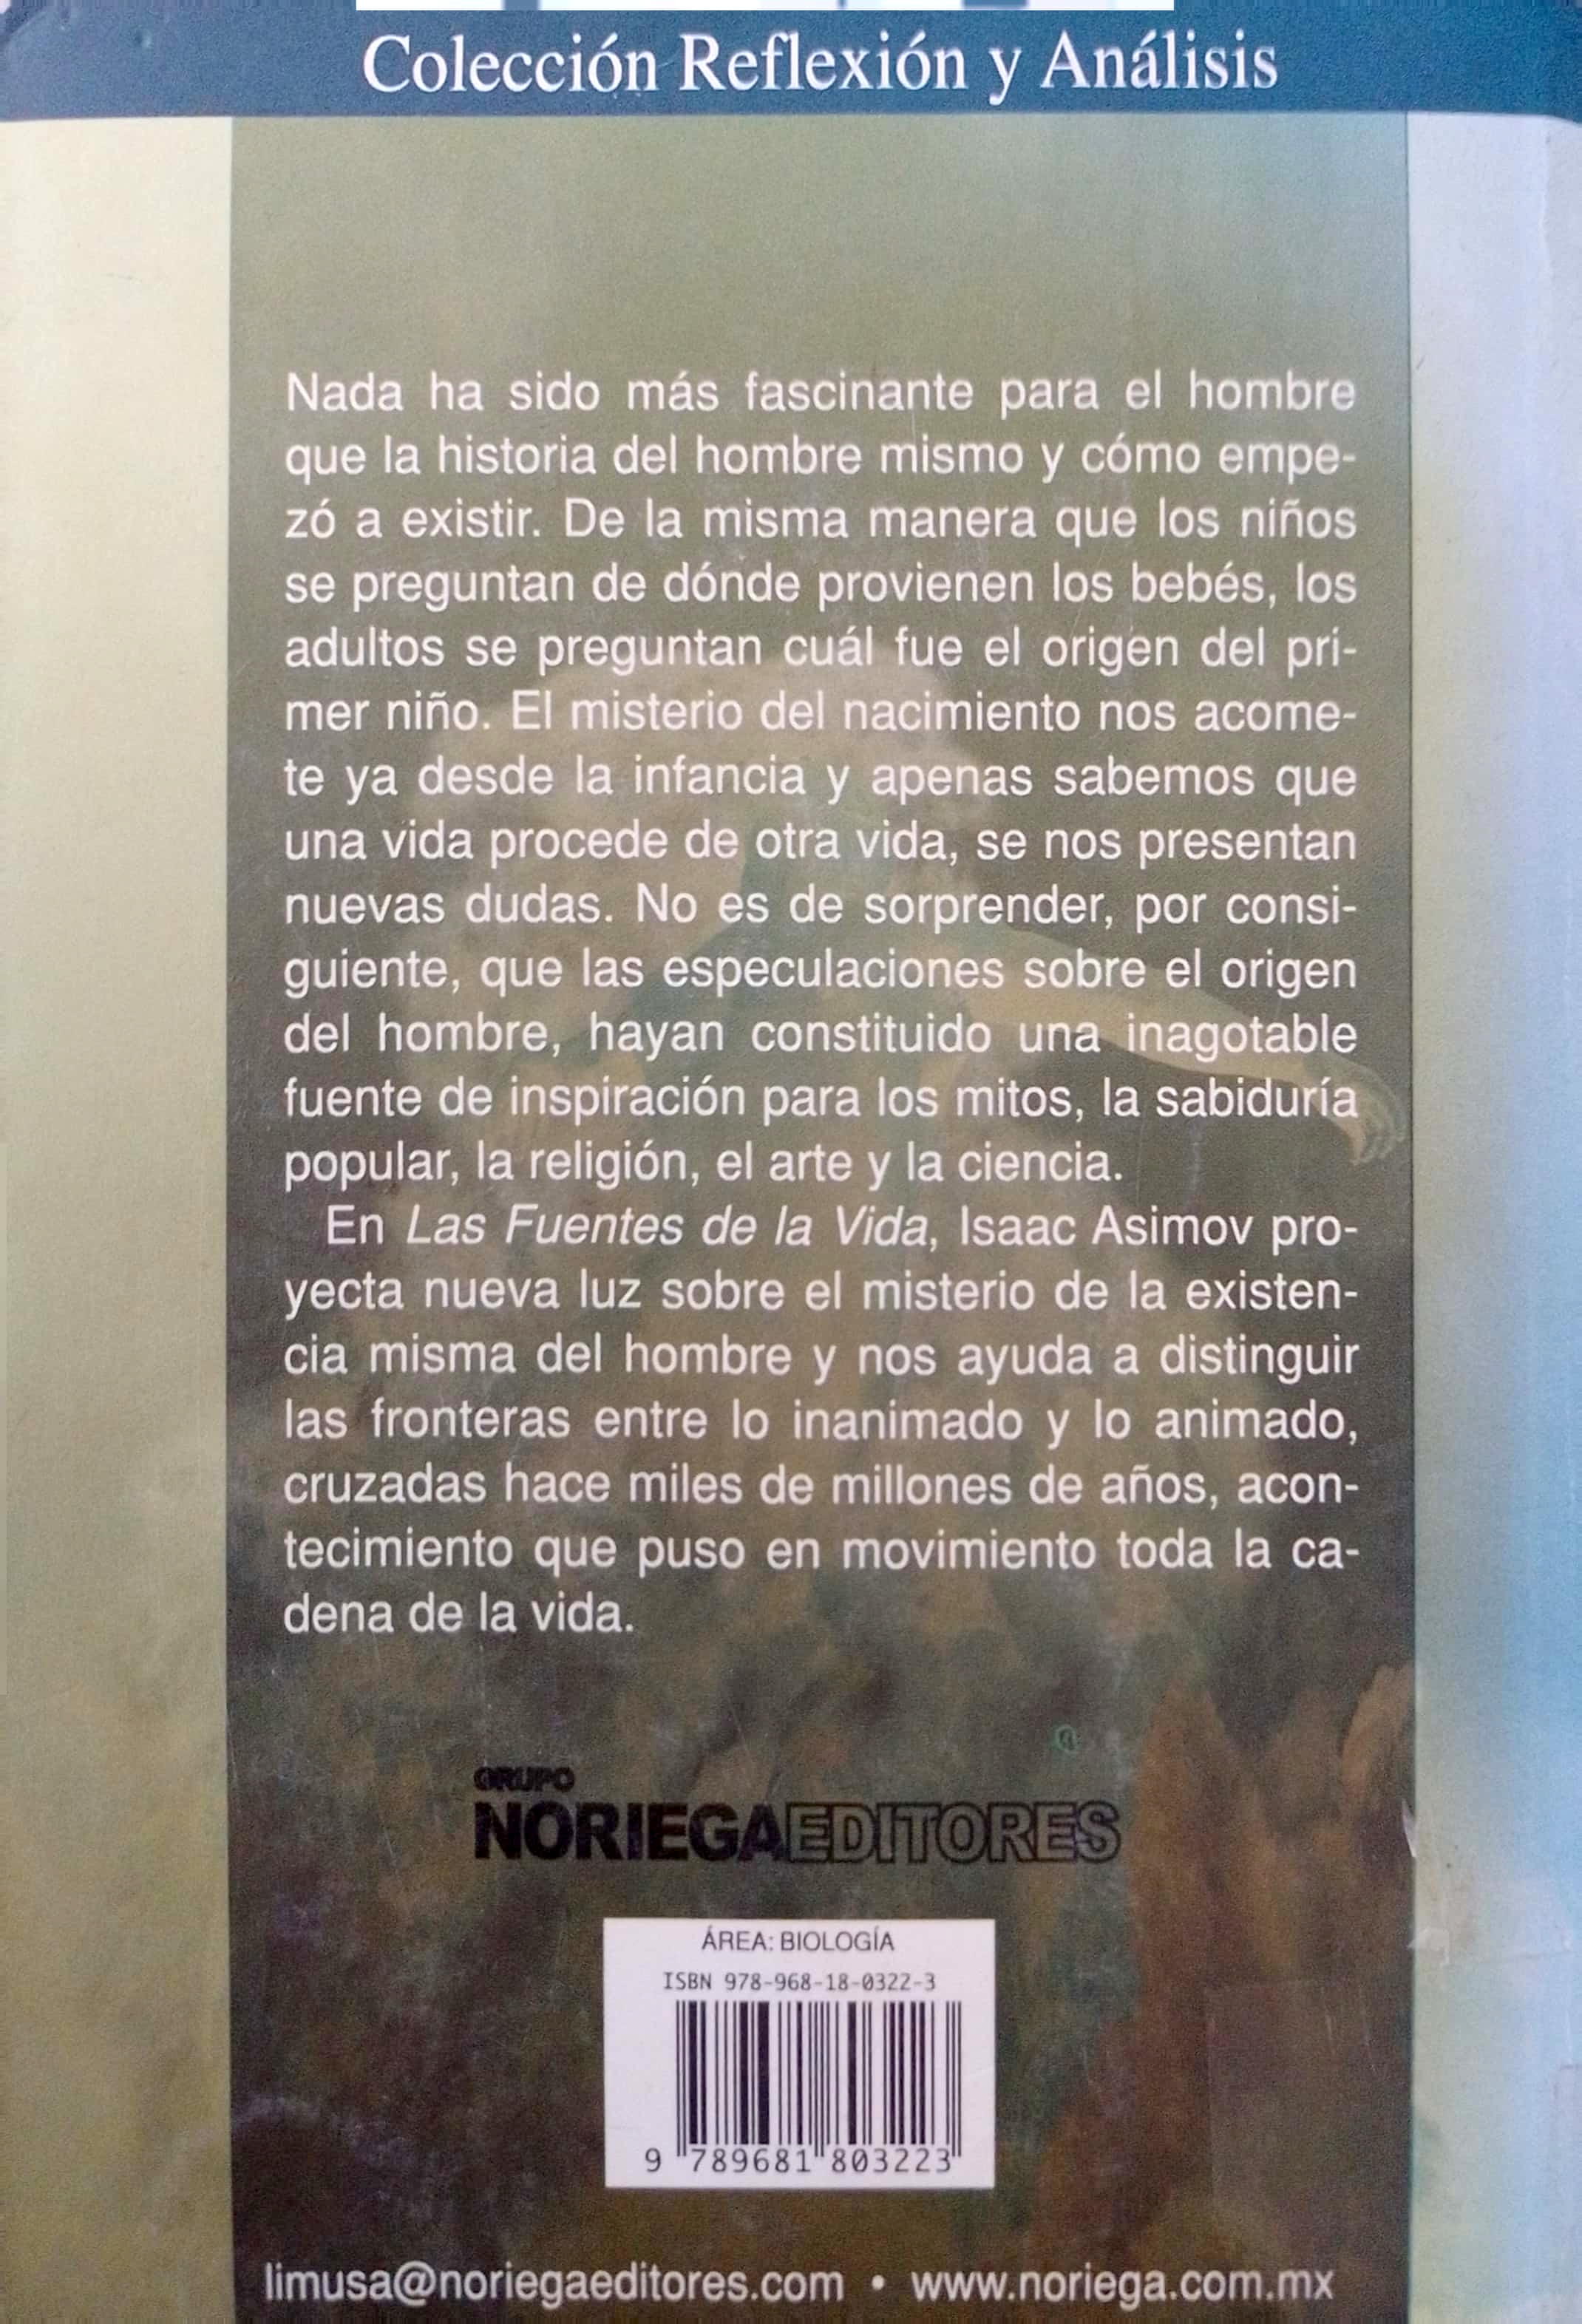 Colección Reflexión y Análisis
Nada ha sido más fascinante para el hombre
que la historia del hombre mismo y cómo empe-
zó a existir. De la misma manera que los niños
se preguntan de dónde provienen los bebés, los
adultos se preguntan cuál fue el origen del pri-
mer niño. El misterio del nacimiento nos acome-
te ya desde la infancia y apenas sabemos que
una vida procede de otra vida, se nos presentan
nuevas dudas. No es de sorprender, por consi-
guiente, que las especulaciones sobre el origen
del hombre, hayan constituido una inagotable
fuente de inspiración para los mitos, la sabiduría
popular, la religión, el arte y la ciencia.
En Las Fuentes de la Vida, Isaac Asimov pro-
yecta nueva luz sobre el misterio de la existen-
cia misma del hombre y nos ayuda a distinguir
las fronteras entre lo inanimado y lo animado,
cruzadas hace miles de millones de años, acon-
tecimiento que puso en movimiento toda la ca-
dena de la vida.
GRUPO
NORIEGAEDITORES
ÁREA: BIOLOGÍA
ISBN 978-968-18-0322-3
9 789681 803223
limusa@noriegaeditores.com • www.noriega.com.mx